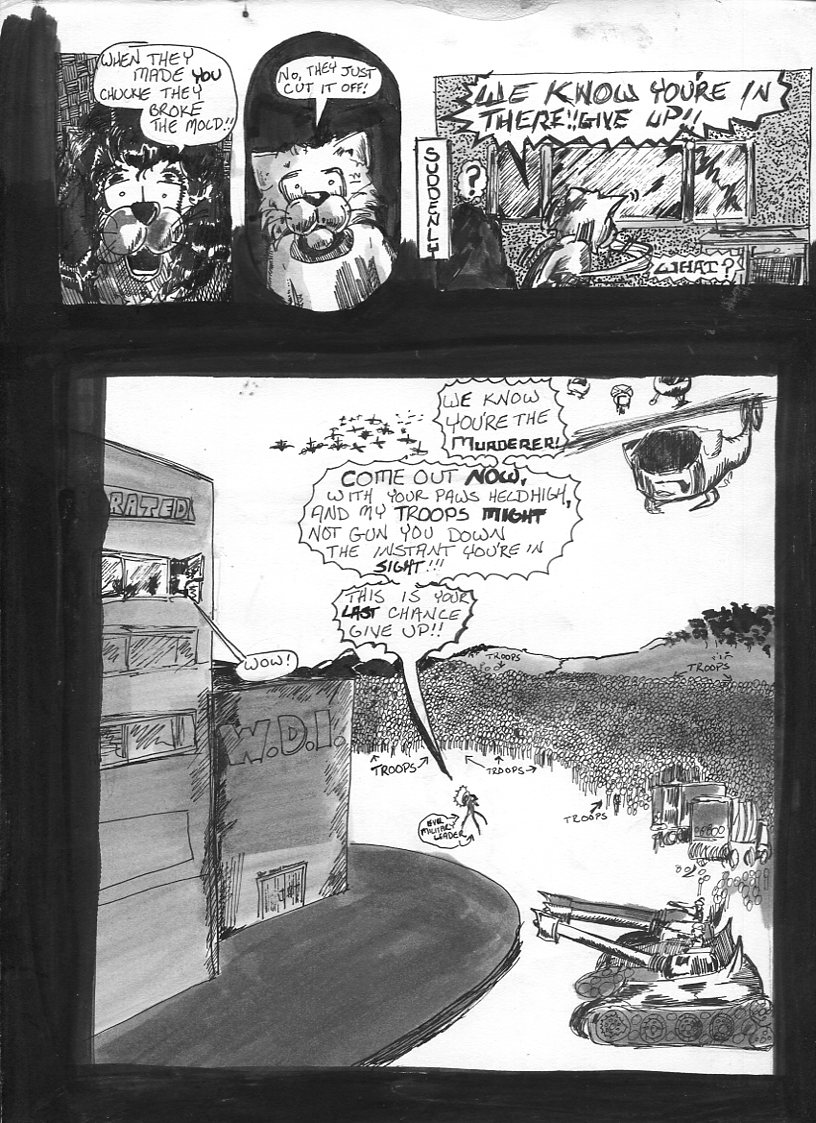 WHEN THEY
MADE YOU
CHUCKE THEY
BROKE
THE MOLD!!
NO, THEY JUST
CUT IT OFF!
SUDDENLY
WE KNOW YOU'RE IN
THERE!! GIVE UP!!
?
WHAT?
WE KNOW
YOU'RE THE
MURDERER!
COME OUT NOW,
WITH YOUR PAWS HELD HIGH,
AND MY TROOPS MIGHT
NOT GUN YOU DOWN
THE INSTANT YOU'RE IN
SIGHT!!!
THIS IS YOUR
LAST CHANCE
GIVE UP!!
RATED
WOW!
W.D.I.
TROOPS
TROOPS
TROOPS
TROOPS
TROOPS
EVIL
MILITARY
LEADER